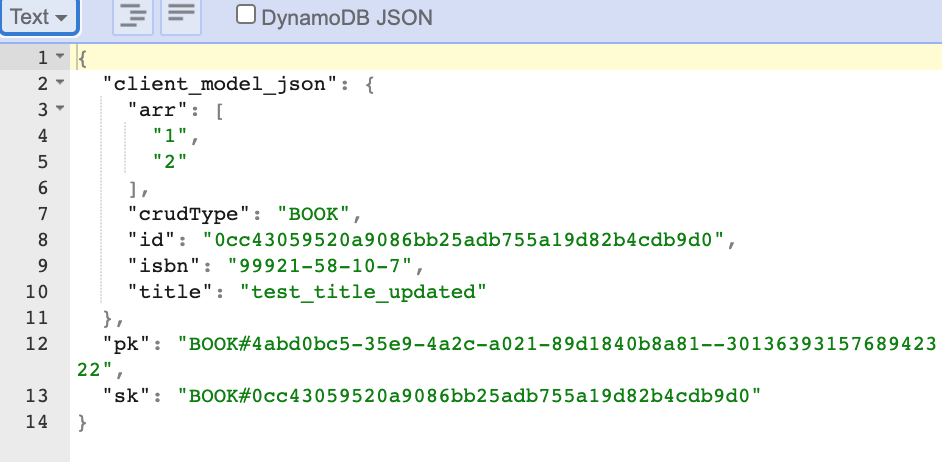 Text DynamoDB JSON
1 {
2 "client_model_json": {
3 "arr": [
4 "1",
5 "2"
6 ],
7 "crudType": "BOOK",
8 "id": "0cc43059520a9086bb25adb755a19d82b4cdb9d0",
9 "isbn": "99921-58-10-7",
10 "title": "test_title_updated"
11 },
12 "pk": "BOOK#4abd0bc5-35e9-4a2c-a021-89d1840b8a81--30136393157689423
22",
13 "sk": "BOOK#0cc43059520a9086bb25adb755a19d82b4cdb9d0"
14 }